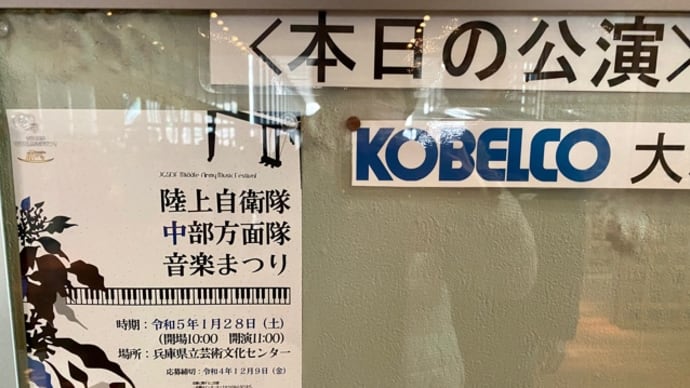 <本日の公演>
KOBELCO 大
JGSDF Middle Army Music Festival
陸上自衛隊
中部方面隊
音楽まつり
時期：令和5年1月28日（土）
（開場10:00 開演11:00）
場所：兵庫県立芸術文化センター
応募締切：令和4年12月9日（金）